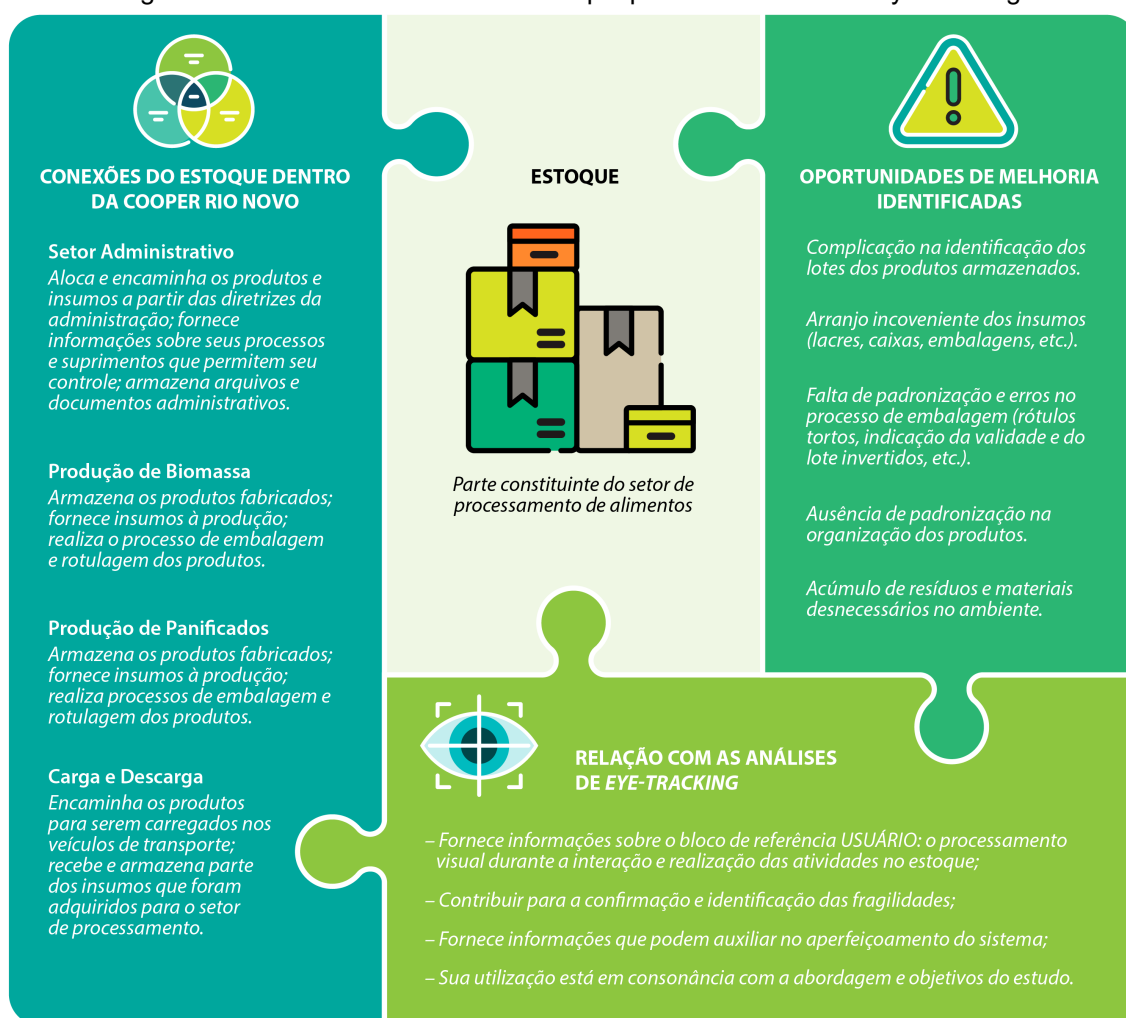 CONEXÕES DO ESTOQUE DENTRO
DA COOPER RIO NOVO
Setor Administrativo
Aloca e encaminha os produtos e
insumos a partir das diretrizes da
administração; fornece
informações sobre seus processos
e suprimentos que permitem seu
controle; armazena arquivos e
documentos administrativos.
Produção de Biomassa
Armazena os produtos fabricados;
fornece insumos à produção;
realiza o processo de embalagem
e rotulagem dos produtos.
Produção de Panificados
Armazena os produtos fabricados;
fornece insumos à produção;
realiza processos de embalagem e
rotulagem dos produtos.
Carga e Descarga
Encaminha os produtos
para serem carregados nos
veículos de transporte;
recebe e armazena parte
dos insumos que foram
adquiridos para o setor
de processamento.
ESTOQUE
Parte constituinte do setor de
processamento de alimentos
OPORTUNIDADES DE MELHORIA
IDENTIFICADAS
Complicação na identificação dos
lotes dos produtos armazenados.
Arranjo incoveniente dos insumos
(lacres, caixas, embalagens, etc.).
Falta de padronização e erros no
processo de embalagem (rótulos
tortos, indicação da validade e do
lote invertidos, etc.).
Ausência de padronização na
organização dos produtos.
Acúmulo de resíduos e materiais
desnecessários no ambiente.
RELAÇÃO COM AS ANÁLISES
DE EYE-TRACKING
– Fornece informações sobre o bloco de referência USUÁRIO: o processamento
visual durante a interação e realização das atividades no estoque;
– Contribuir para a confirmação e identificação das fragilidades;
– Fornece informações que podem auxiliar no aperfeiçoamento do sistema;
– Sua utilização está em consonância com a abordagem e objetivos do estudo.